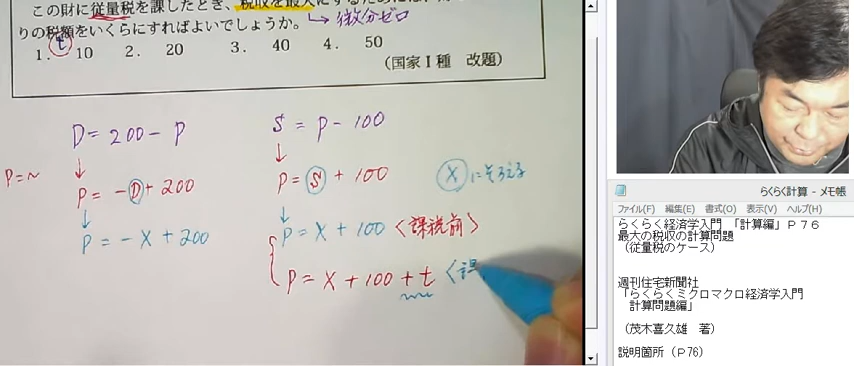 この財に従量税を課したとき、税収を最大に
→微分ゼロ
りの税額をいくらにすればよいでしょうか。
t
1. 10 2. 20 3. 40 4. 50
(国家Ⅰ種 改題)
D = 200 - P
S = P - 100
P=~
P = -D + 200
P = S + 100
Xにそろえる
P = -X + 200
P = X + 100 〈課税前〉
P = X + 100 + t 〈課
らくらく計算 - メモ帳
ファイル(F) 編集(E) 書式(O) 表示(V) ヘルプ(H)
らくらく経済学入門 「計算編」P76
最大の税収の計算問題
(従量税のケース)
週刊住宅新聞社
「らくらくミクロマクロ経済学入門
計算問題編」
(茂木喜久雄 著)
説明箇所(P76)